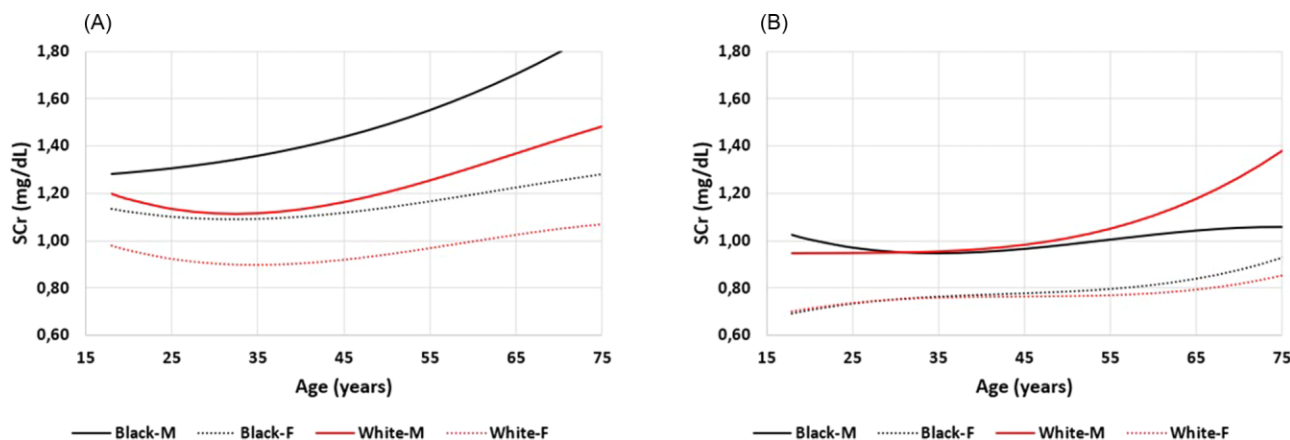 (A)
SCr (mg/dL)
1,80
1,60
1,40
1,20
1,00
0,80
0,60
15 25 35 45 55 65 75
Age (years)
Black-M Black-F White-M White-F
(B)
SCr (mg/dL)
1,80
1,60
1,40
1,20
1,00
0,80
0,60
15 25 35 45 55 65 75
Age (years)
Black-M Black-F White-M White-F